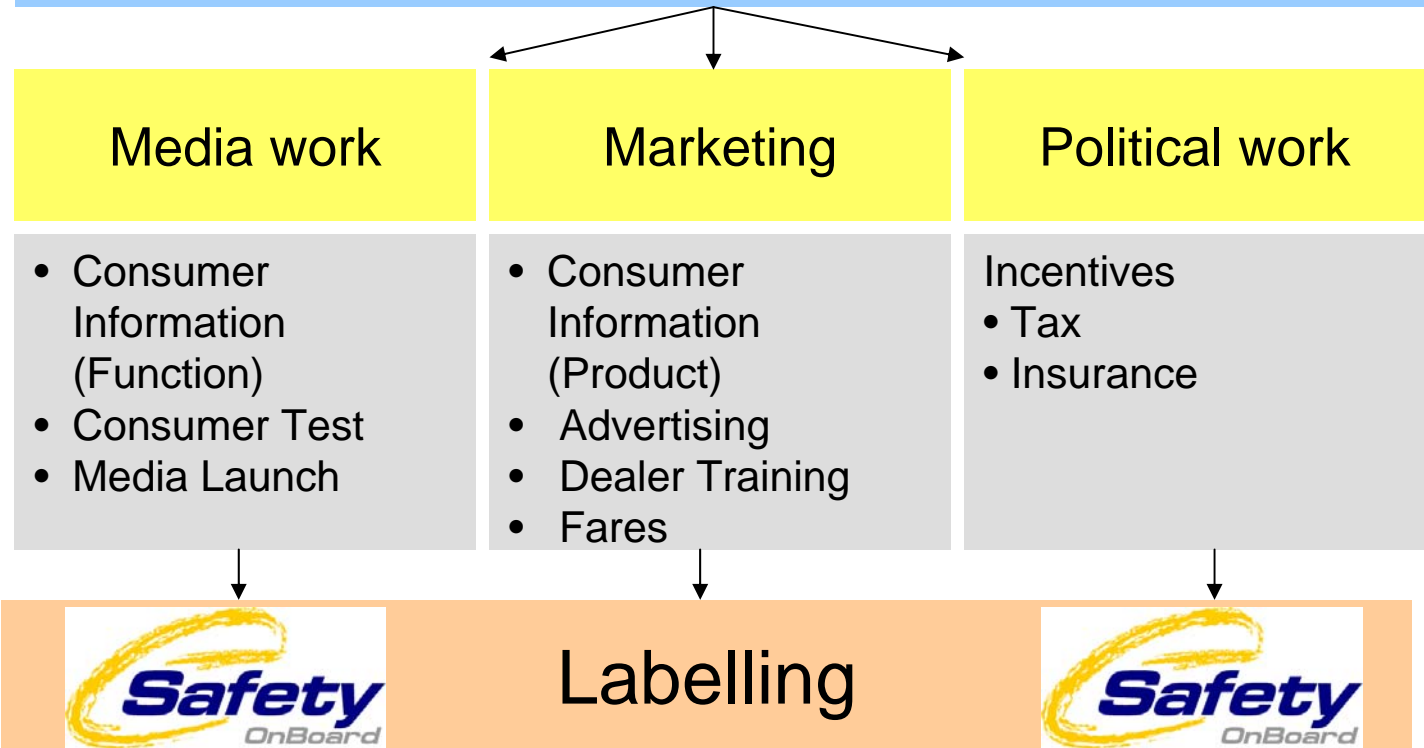 Media work
Marketing
Political work
• Consumer
Information
(Function)
• Consumer Test
• Media Launch
• Consumer
Information
(Product)
• Advertising
• Dealer Training
• Fares
Incentives
• Tax
• Insurance
Safety
OnBoard
Labelling
Safety
OnBoard